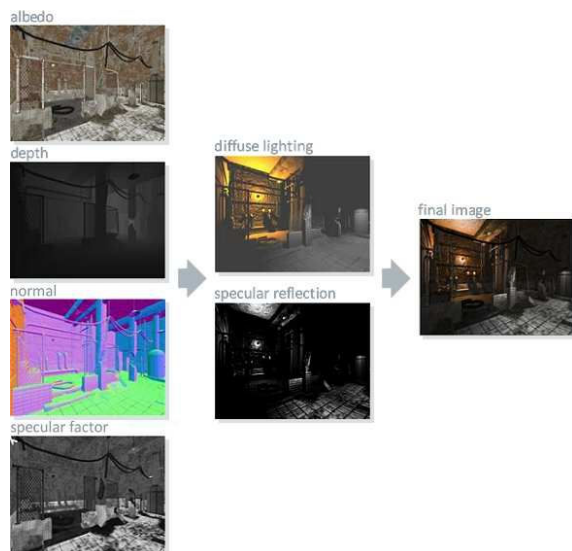 albedo
depth
normal
specular factor
diffuse lighting
specular reflection
final image